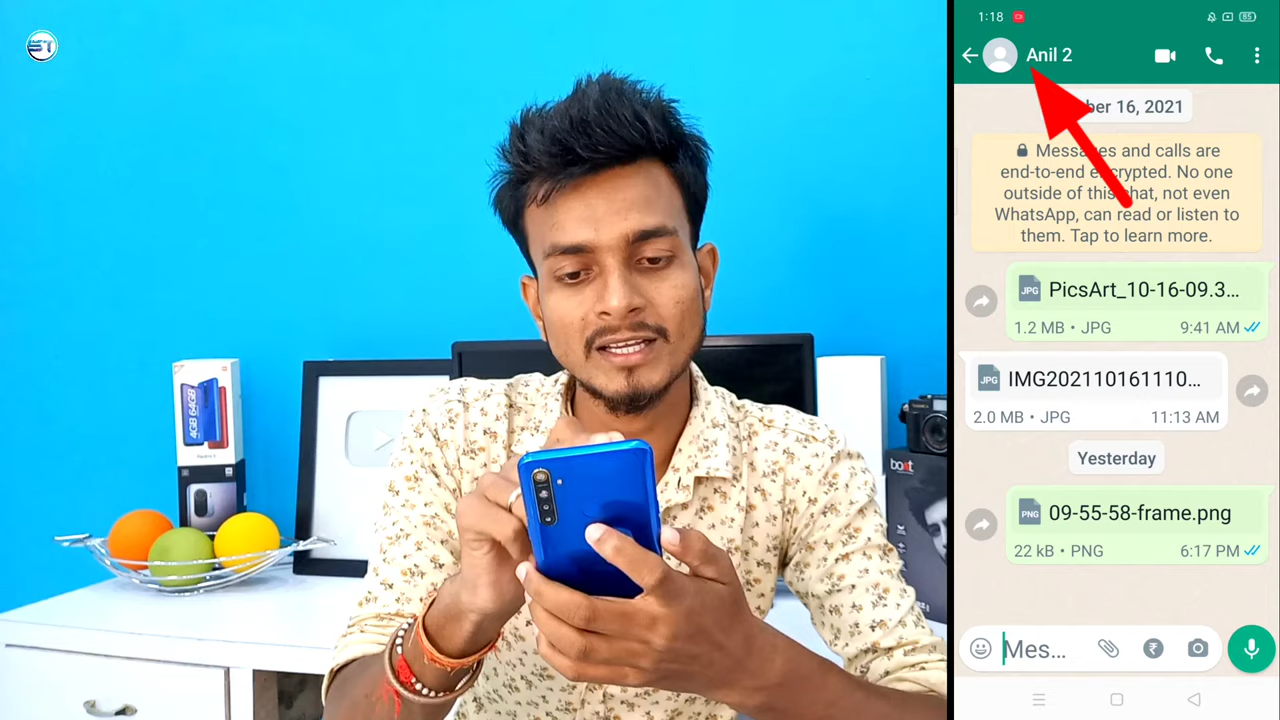 ST
4GB 64GB
boAt
1:18
85
Anil 2
ber 16, 2021
Messages and calls are
end-to-end encrypted. No one
outside of this chat, not even
WhatsApp, can read or listen to
them. Tap to learn more.
JPG
PicsArt_10-16-09.3...
1.2 MB • JPG
9:41 AM
JPG
IMG202110161110...
2.0 MB • JPG
11:13 AM
Yesterday
PNG
09-55-58-frame.png
22 kB • PNG
6:17 PM
₹
Mes...